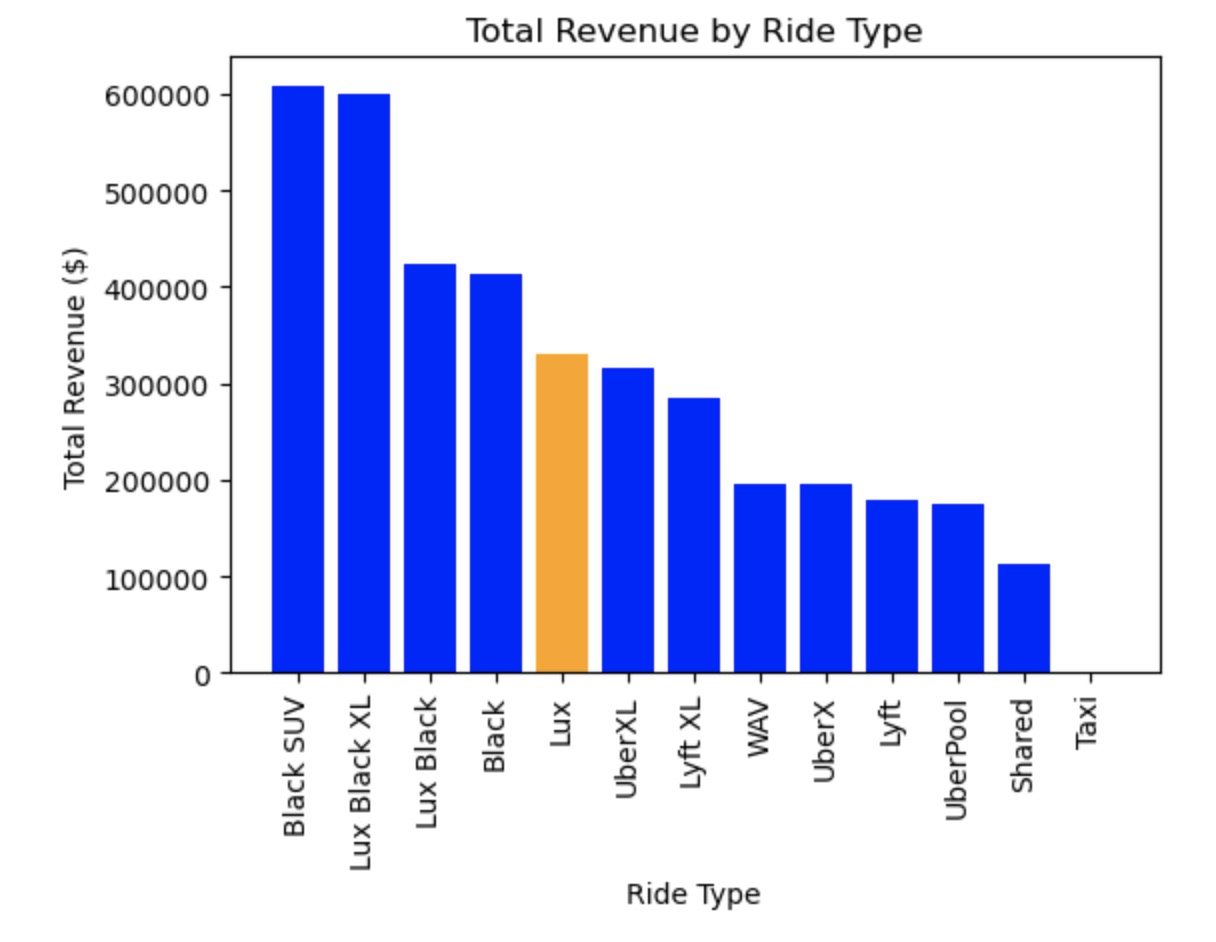 Total Revenue by Ride Type
Total Revenue ($)
600000
500000
400000
300000
200000
100000
0
Black SUV
Lux Black XL
Lux Black
Black
Lux
UberXL
Lyft XL
WAV
UberX
Lyft
UberPool
Shared
Taxi
Ride Type